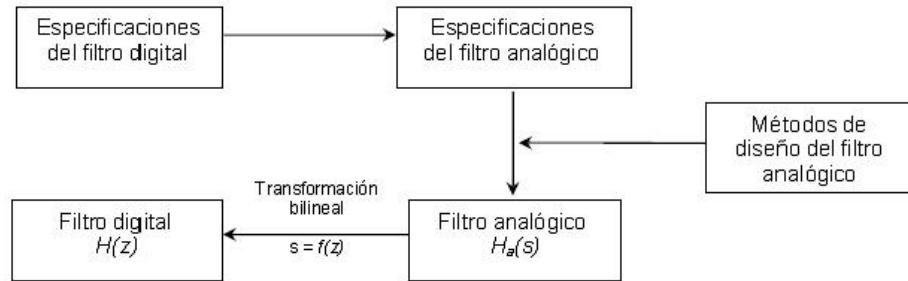 Especificaciones
del filtro digital
Especificaciones
del filtro analógico
Métodos de
diseño del filtro
analógico
Transformación
bilineal
s = f(z)
Filtro digital
H(z)
Filtro analógico
Ha(s)